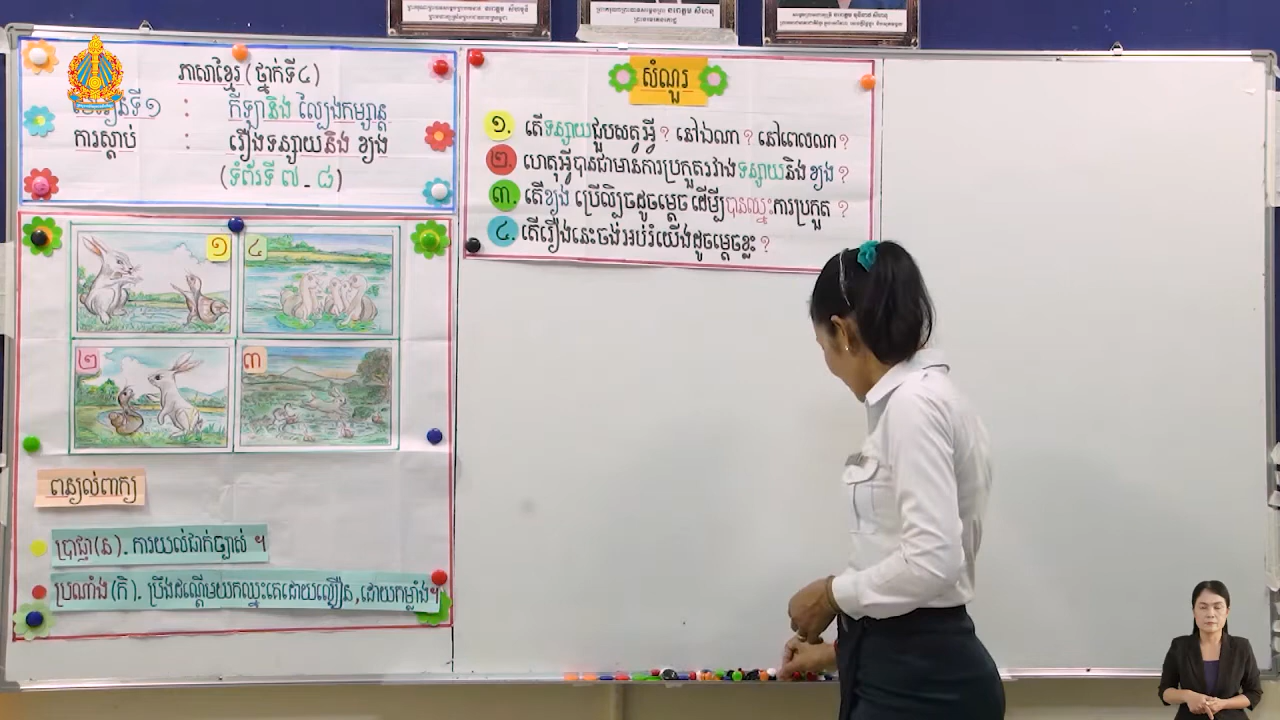 ភាសាខ្មែរ (ថ្នាក់ទី៤)
មេរៀនទី១ : កីឡានិង ល្បែងកម្សាន្ត
ការស្តាប់ : រឿងទន្សាយនិង ខ្យង
(ទំព័រទី ៧ - ៨)
១ ៤
២ ៣
ពន្យល់ពាក្យ
ប្រាជ្ញា(ន). ការយល់ជាក់ច្បាស់ ។
ប្រណាំង(កិ). ប្រឹងដណ្តើមយកឈ្នះគេដោយល្បឿន, ដោយកម្លាំង។
សំណួរ
១. តើទន្សាយជួបសត្វអ្វី? នៅឯណា? នៅពេលណា?
២. ហេតុអ្វីបានជាមានការប្រកួតរវាងទន្សាយនិង ខ្យង ?
៣. តើខ្យង ប្រើល្បិចដូចម្តេច ដើម្បីបានឈ្នះការប្រកួត ?
៤. តើរឿងនេះចង់អប់រំយើងដូចម្តេចខ្លះ ?